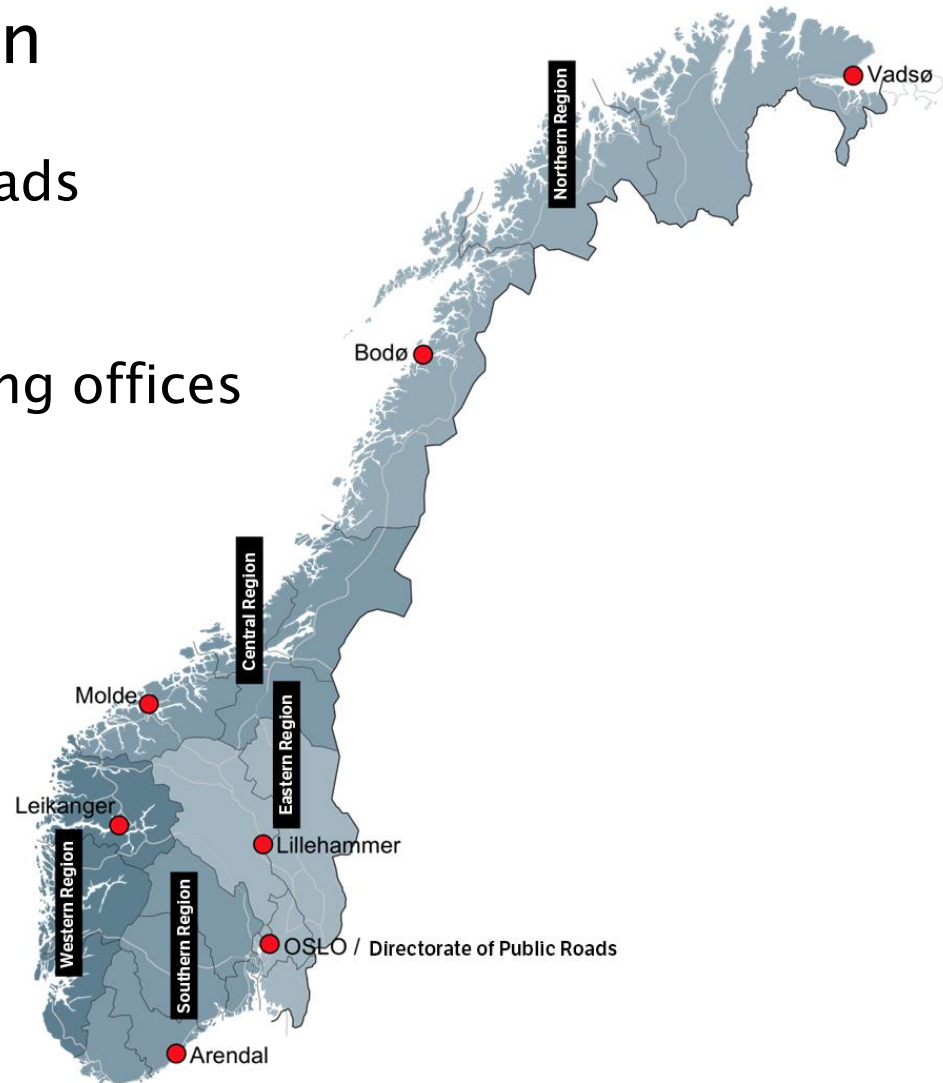 n
ads
ng offices
Vadsø
Northern Region
Bodø
Central Region
Molde
Eastern Region
Leikanger
Lillehammer
Western Region
Southern Region
OSLO / Directorate of Public Roads
Arendal